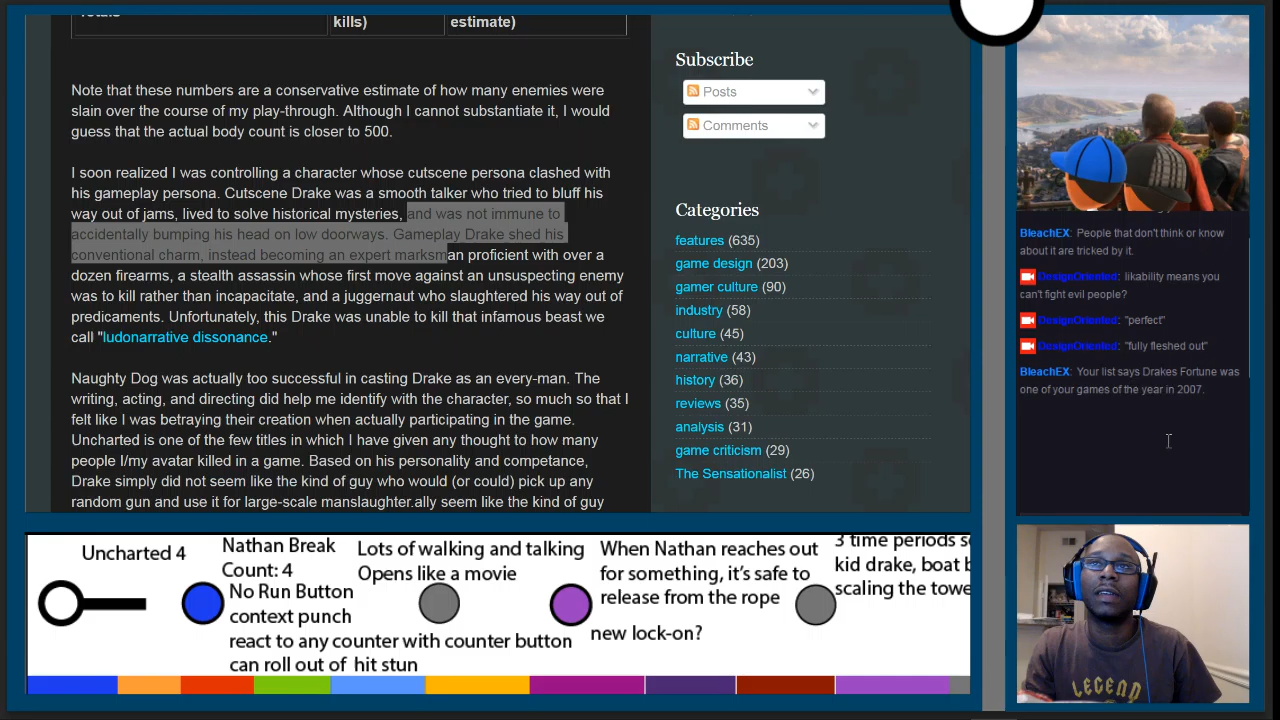 Totals
kills)
estimate)
Note that these numbers are a conservative estimate of how many enemies were
slain over the course of my play-through. Although I cannot substantiate it, I would
guess that the actual body count is closer to 500.
I soon realized I was controlling a character whose cutscene persona clashed with
his gameplay persona. Cutscene Drake was a smooth talker who tried to bluff his
way out of jams, lived to solve historical mysteries, and was not immune to
accidentally bumping his head on low doorways. Gameplay Drake shed his
conventional charm, instead becoming an expert marksman proficient with over a
dozen firearms, a stealth assassin whose first move against an unsuspecting enemy
was to kill rather than incapacitate, and a juggernaut who slaughtered his way out of
predicaments. Unfortunately, this Drake was unable to kill that infamous beast we
call "ludonarrative dissonance."
Naughty Dog was actually too successful in casting Drake as an every-man. The
writing, acting, and directing did help me identify with the character, so much so that I
felt like I was betraying their creation when actually participating in the game.
Uncharted is one of the few titles in which I have given any thought to how many
people I/my avatar killed in a game. Based on his personality and competance,
Drake simply did not seem like the kind of guy who would (or could) pick up any
random gun and use it for large-scale manslaughter.ally seem like the kind of guy
Subscribe
Posts
Comments
Categories
features (635)
game design (203)
gamer culture (90)
industry (58)
culture (45)
narrative (43)
history (36)
reviews (35)
analysis (31)
game criticism (29)
The Sensationalist (26)
BleachEX: People that don't think or know
about it are tricked by it.
DesignOriented: likability means you
can't fight evil people?
DesignOriented: "perfect"
DesignOriented: "fully fleshed out"
BleachEX: Your list says Drakes Fortune was
one of your games of the year in 2007.
Uncharted 4
Nathan Break
Count: 4
No Run Button
context punch
react to any counter with counter button
can roll out of hit stun
Lots of walking and talking
Opens like a movie
When Nathan reaches out
for something, it's safe to
release from the rope
new lock-on?
3 time periods
kid drake, boat
scaling the
LEGEND